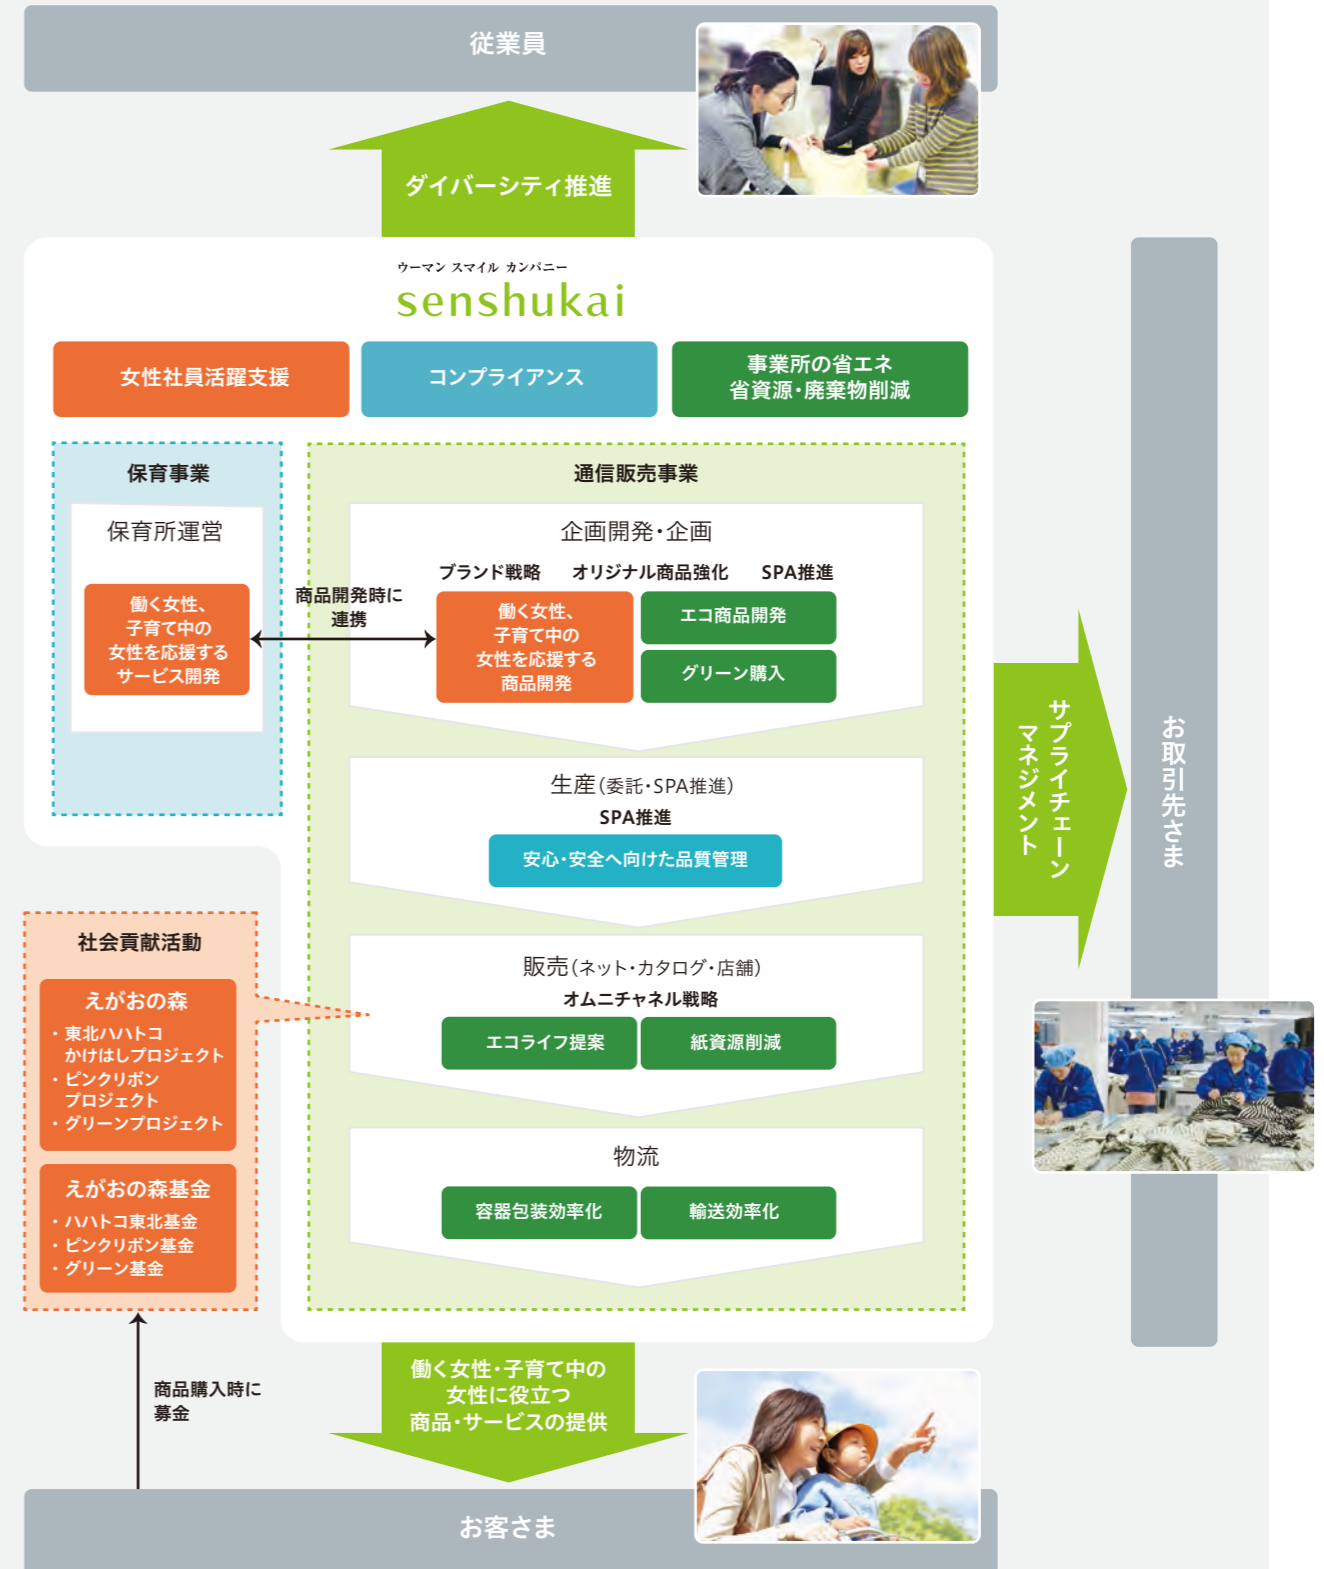 従業員
ダイバーシティ推進
ウーマン スマイル カンパニー
senshukai
女性社員活躍支援
コンプライアンス
事業所の省エネ
省資源・廃棄物削減
保育事業
保育所運営
働く女性、
子育て中の
女性を応援する
サービス開発
商品開発時に
連携
通信販売事業
企画開発・企画
ブランド戦略
オリジナル商品強化
SPA推進
働く女性、
子育て中の
女性を応援する
商品開発
エコ商品開発
グリーン購入
生産(委託・SPA推進)
SPA推進
安心・安全へ向けた品質管理
販売(ネット・カタログ・店舗)
オムニチャネル戦略
エコライフ提案
紙資源削減
物流
容器包装効率化
輸送効率化
サプライチェーン
マネジメント
お取引先さま
社会貢献活動
えがおの森
・東北ハハトコ
かけはしプロジェクト
・ピンクリボン
プロジェクト
・グリーンプロジェクト
えがおの森基金
・ハハトコ東北基金
・ピンクリボン基金
・グリーン基金
商品購入時に
募金
働く女性・子育て中の
女性に役立つ
商品・サービスの提供
お客さま